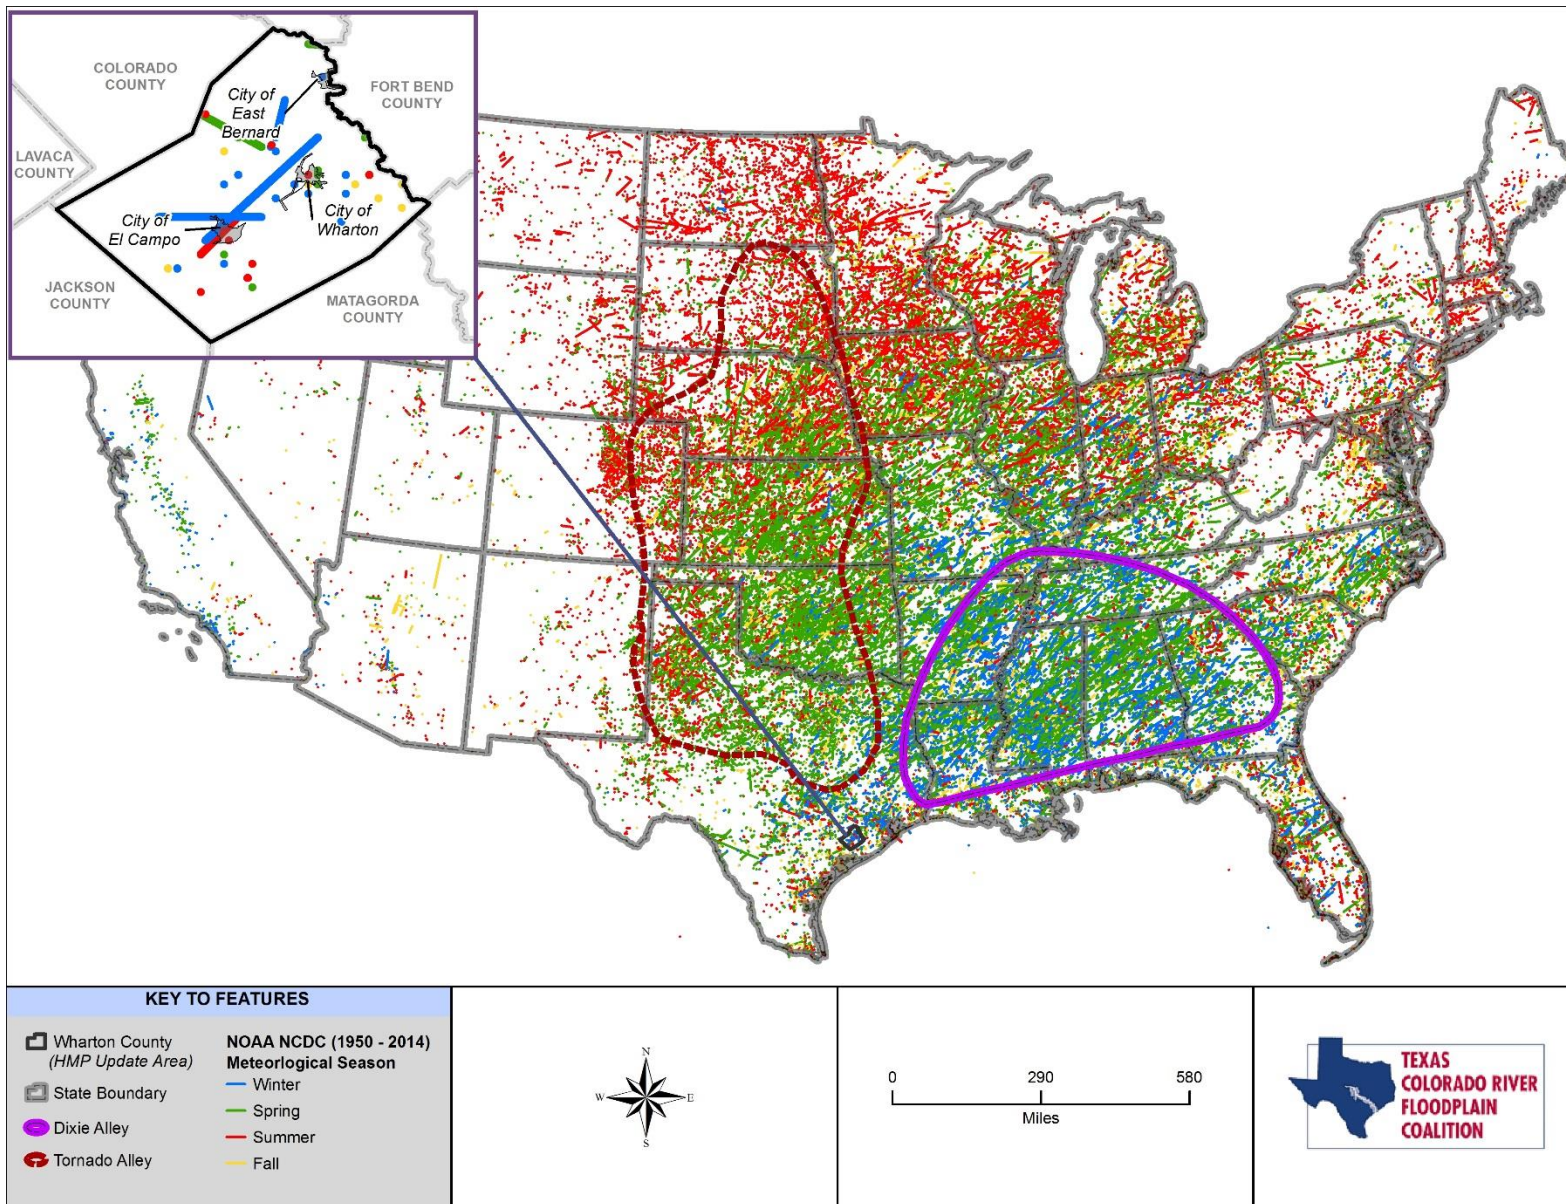 COLORADO
COUNTY
FORT BEND
COUNTY
City of
East
Bernard
LAVACA
COUNTY
City of
El Campo
City of
Wharton
JACKSON
COUNTY
MATAGORDA
COUNTY
KEY TO FEATURES
Wharton County
(HMP Update Area)
State Boundary
Dixie Alley
Tornado Alley
NOAA NCDC (1950 - 2014)
Meteorlogical Season
Winter
Spring
Summer
Fall
N
W
E
S
0 290 580
Miles
TEXAS
COLORADO RIVER
FLOODPLAIN
COALITION